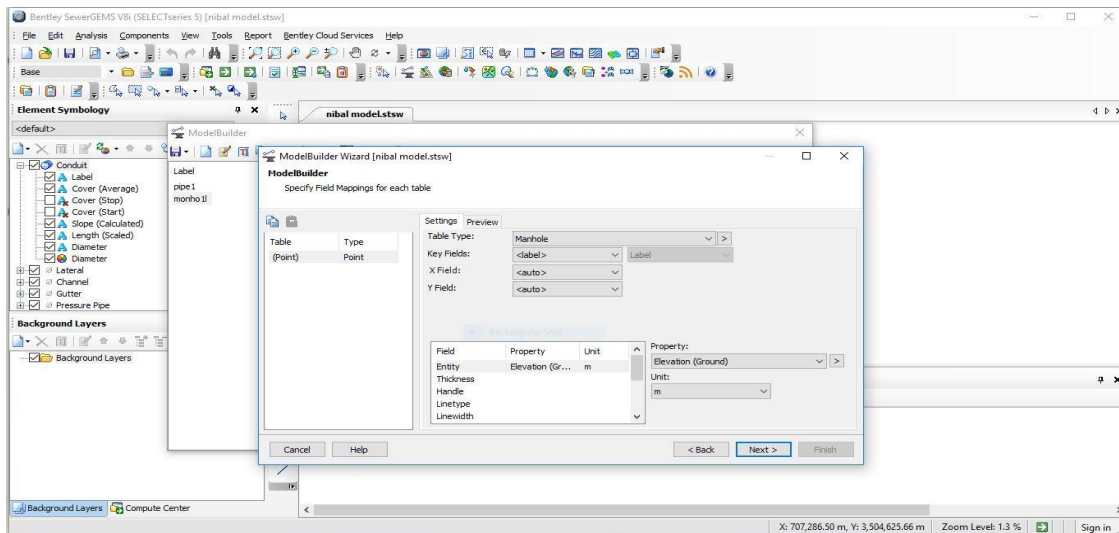 Bentley SewerGEMS V8i (SELECTseries 5) [nibal model.stsw]
File Edit Analysis Components View Tools Report Bentley Cloud Services Help
Base
Element Symbology
nibal model.stsw
<default>
ModelBuilder
Conduit
Label
Cover (Average)
Cover (Stop)
Cover (Start)
Slope (Calculated)
Length (Scaled)
Diameter
Diameter
Lateral
Channel
Gutter
Pressure Pipe
Label
pipe1
monho1l
ModelBuilder Wizard [nibal model.stsw]
ModelBuilder
Specify Field Mappings for each table
Table Type
(Point) Point
Settings Preview
Table Type: Manhole >
Key Fields: <label> Label
X Field: <auto>
Y Field: <auto>
Rectangular Snip
Field Property Unit
Entity Elevation (Gr... m
Thickness
Handle
Linetype
Linewidth
Property:
Elevation (Ground) >
Unit:
m
Cancel Help < Back Next > Finish
Background Layers
Background Layers
Background Layers Compute Center
X: 707,286.50 m, Y: 3,504,625.66 m Zoom Level: 1.3 % Sign in